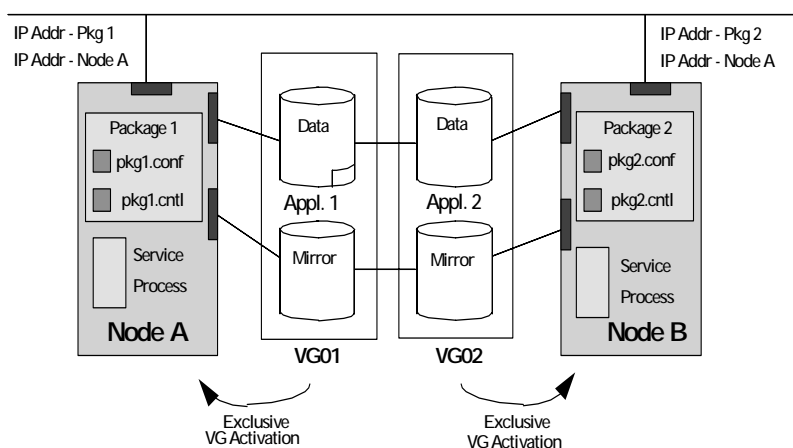 IP Addr - Pkg 1
IP Addr - Node A
IP Addr - Pkg 2
IP Addr - Node A
Package 1
pkg1.conf
pkg1.cntl
Service
Process
Node A
Data
Appl. 1
Mirror
VG01
Data
Appl. 2
Mirror
VG02
Package 2
pkg2.conf
pkg2.cntl
Service
Process
Node B
Exclusive
VG Activation
Exclusive
VG Activation